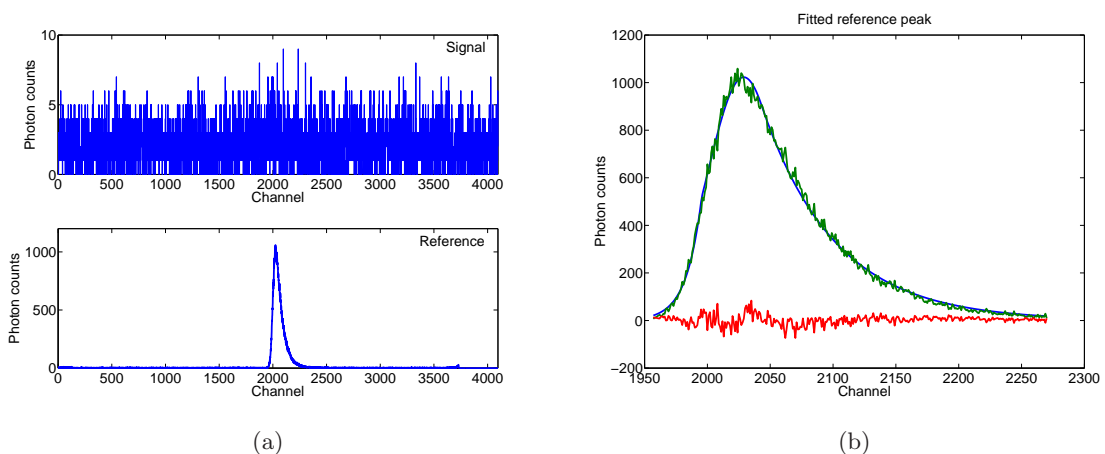 10
5
0
Photon counts
Signal
0 500 1000 1500 2000 2500 3000 3500 4000
Channel
1000
500
0
Photon counts
Reference
0 500 1000 1500 2000 2500 3000 3500 4000
Channel
(a)
Fitted reference peak
1200
1000
800
600
400
200
0
−200
Photon counts
1950 2000 2050 2100 2150 2200 2250 2300
Channel
(b)